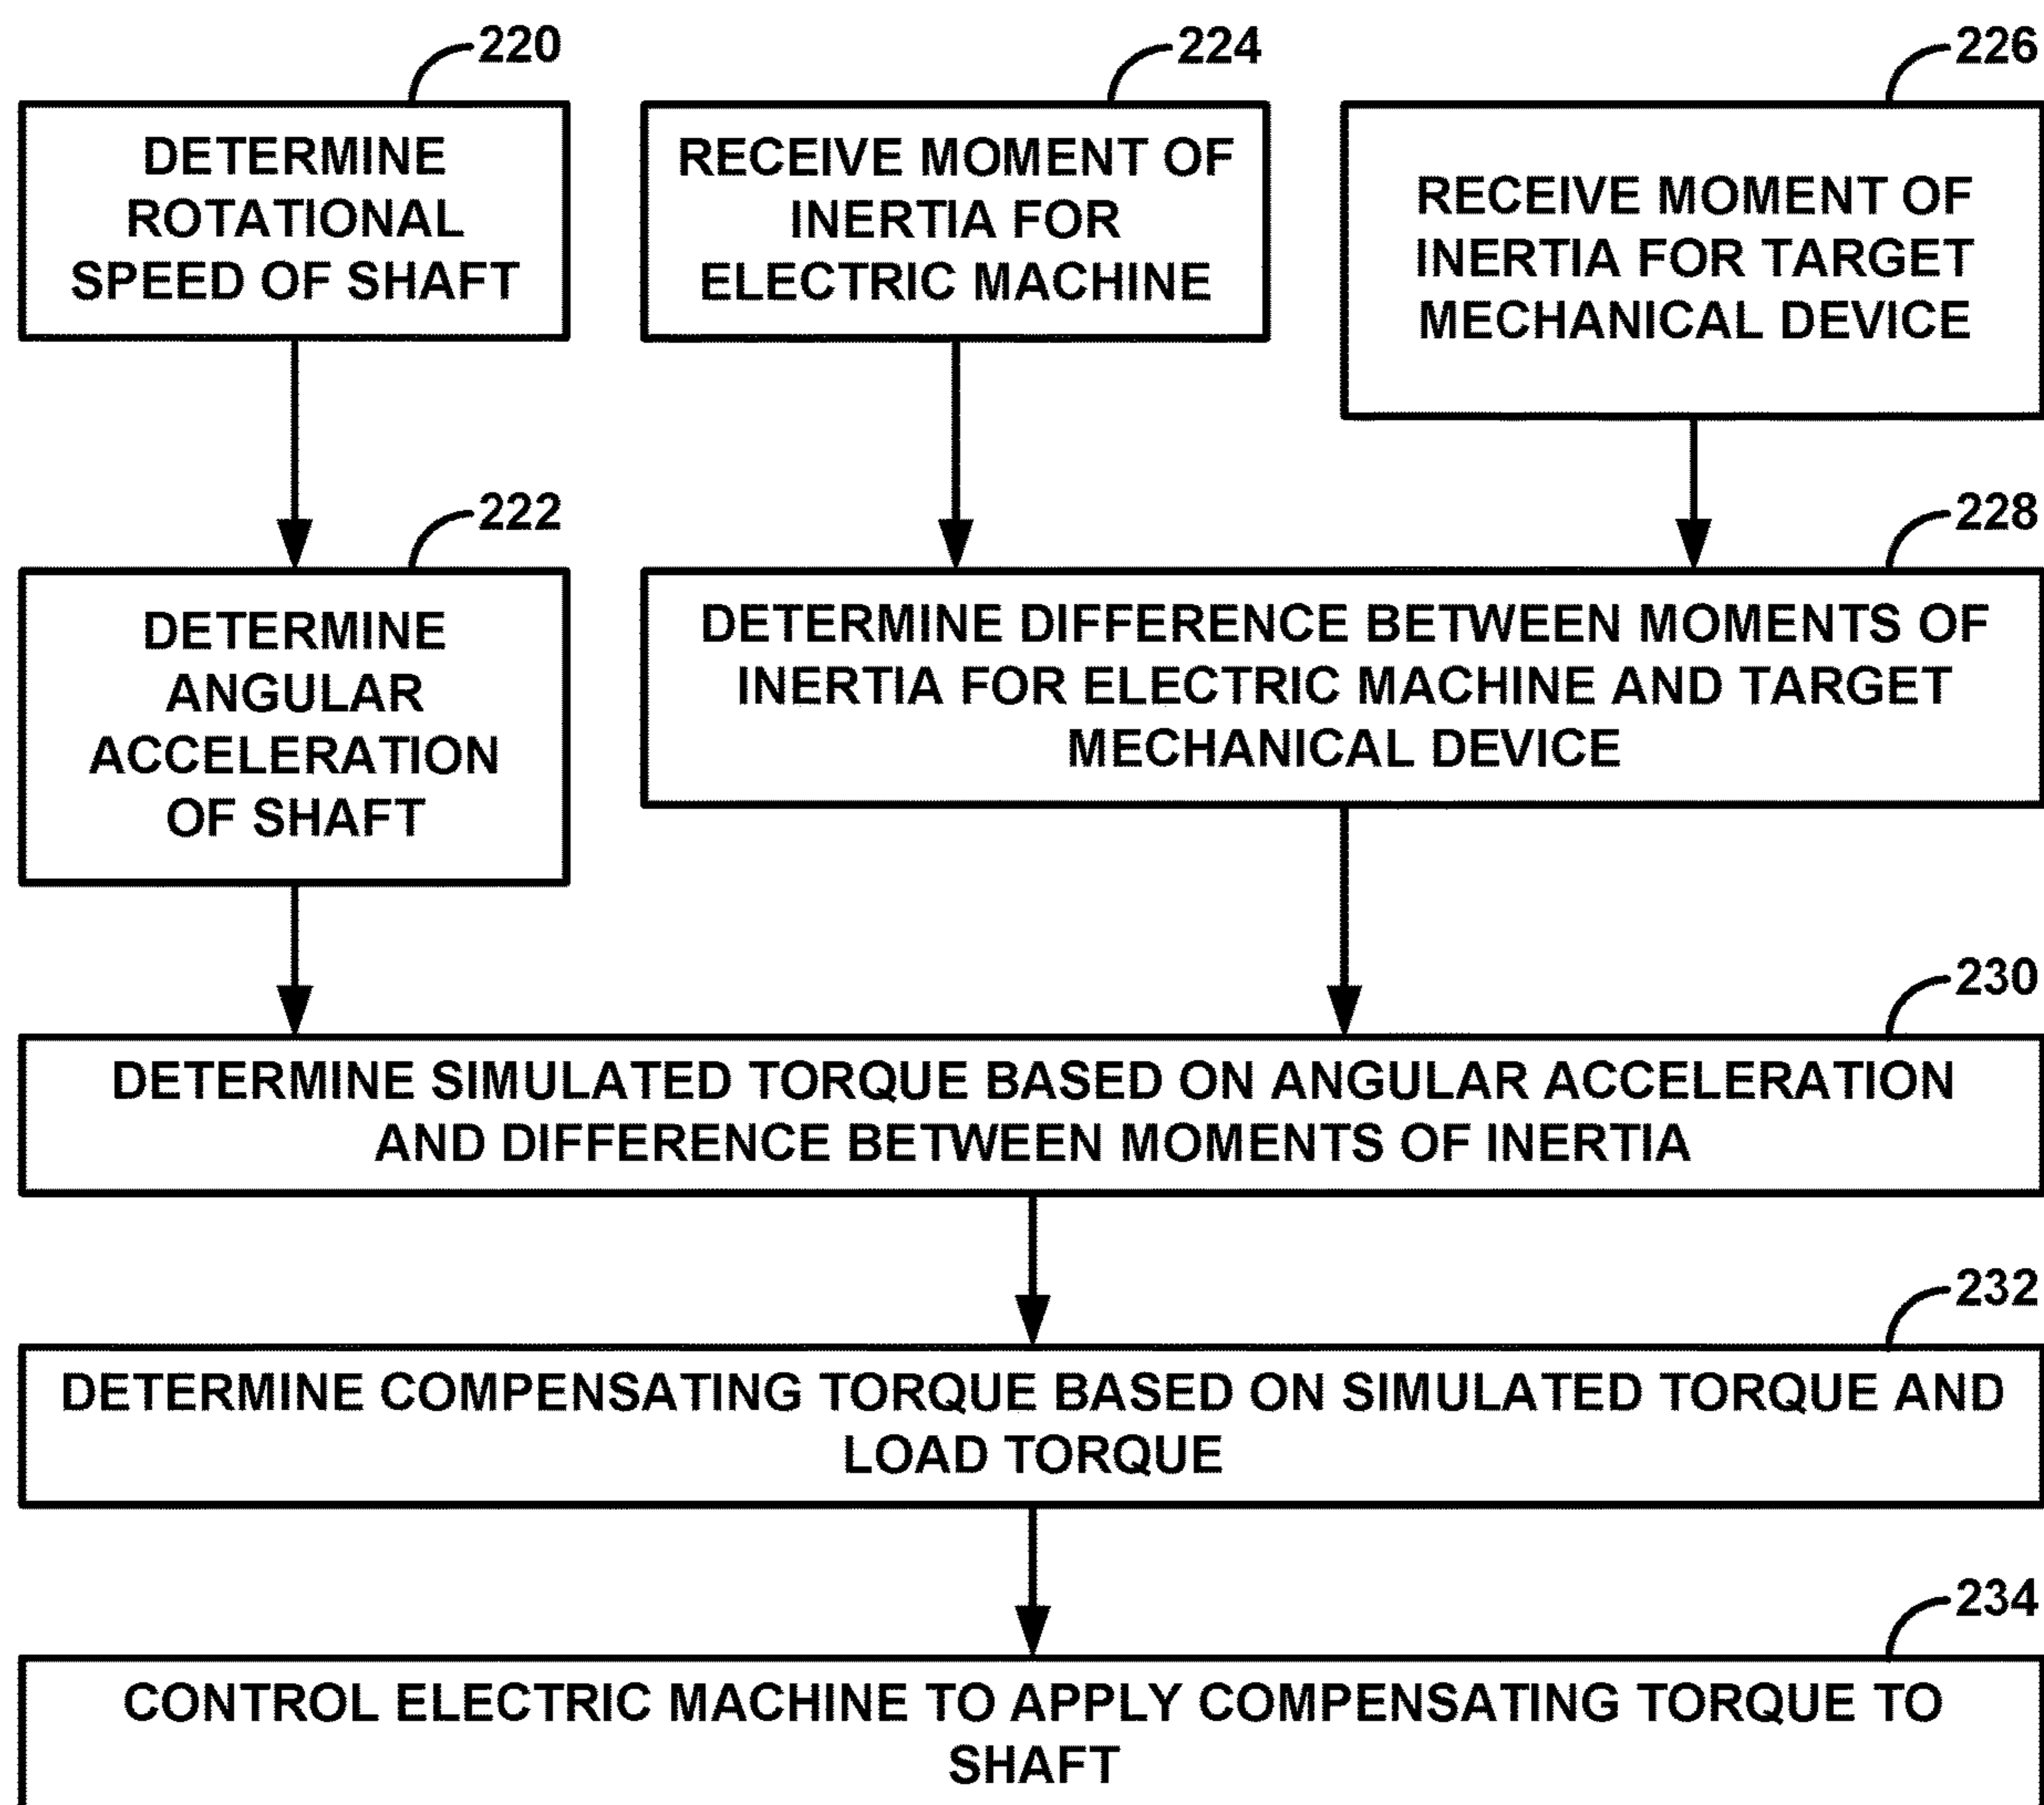 220
DETERMINE
ROTATIONAL
SPEED OF SHAFT
224
RECEIVE MOMENT OF
INERTIA FOR
ELECTRIC MACHINE
226
RECEIVE MOMENT OF
INERTIA FOR TARGET
MECHANICAL DEVICE
222
DETERMINE
ANGULAR
ACCELERATION
OF SHAFT
228
DETERMINE DIFFERENCE BETWEEN MOMENTS OF
INERTIA FOR ELECTRIC MACHINE AND TARGET
MECHANICAL DEVICE
230
DETERMINE SIMULATED TORQUE BASED ON ANGULAR ACCELERATION
AND DIFFERENCE BETWEEN MOMENTS OF INERTIA
232
DETERMINE COMPENSATING TORQUE BASED ON SIMULATED TORQUE AND
LOAD TORQUE
234
CONTROL ELECTRIC MACHINE TO APPLY COMPENSATING TORQUE TO
SHAFT